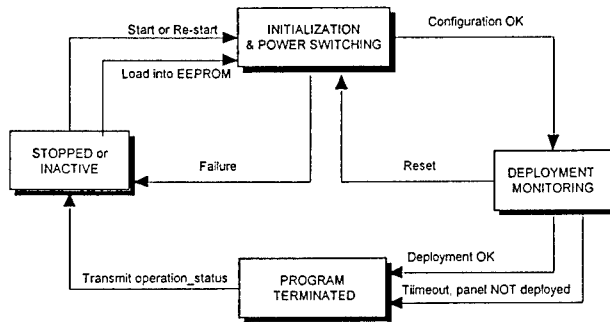 Start or Re-start
INITIALIZATION
& POWER SWITCHING
Configuration OK
Load into EEPROM
STOPPED or
INACTIVE
Failure
Reset
DEPLOYMENT
MONITORING
Deployment OK
Transmit operation_status
PROGRAM
TERMINATED
Tiimeout, panel NOT deployed